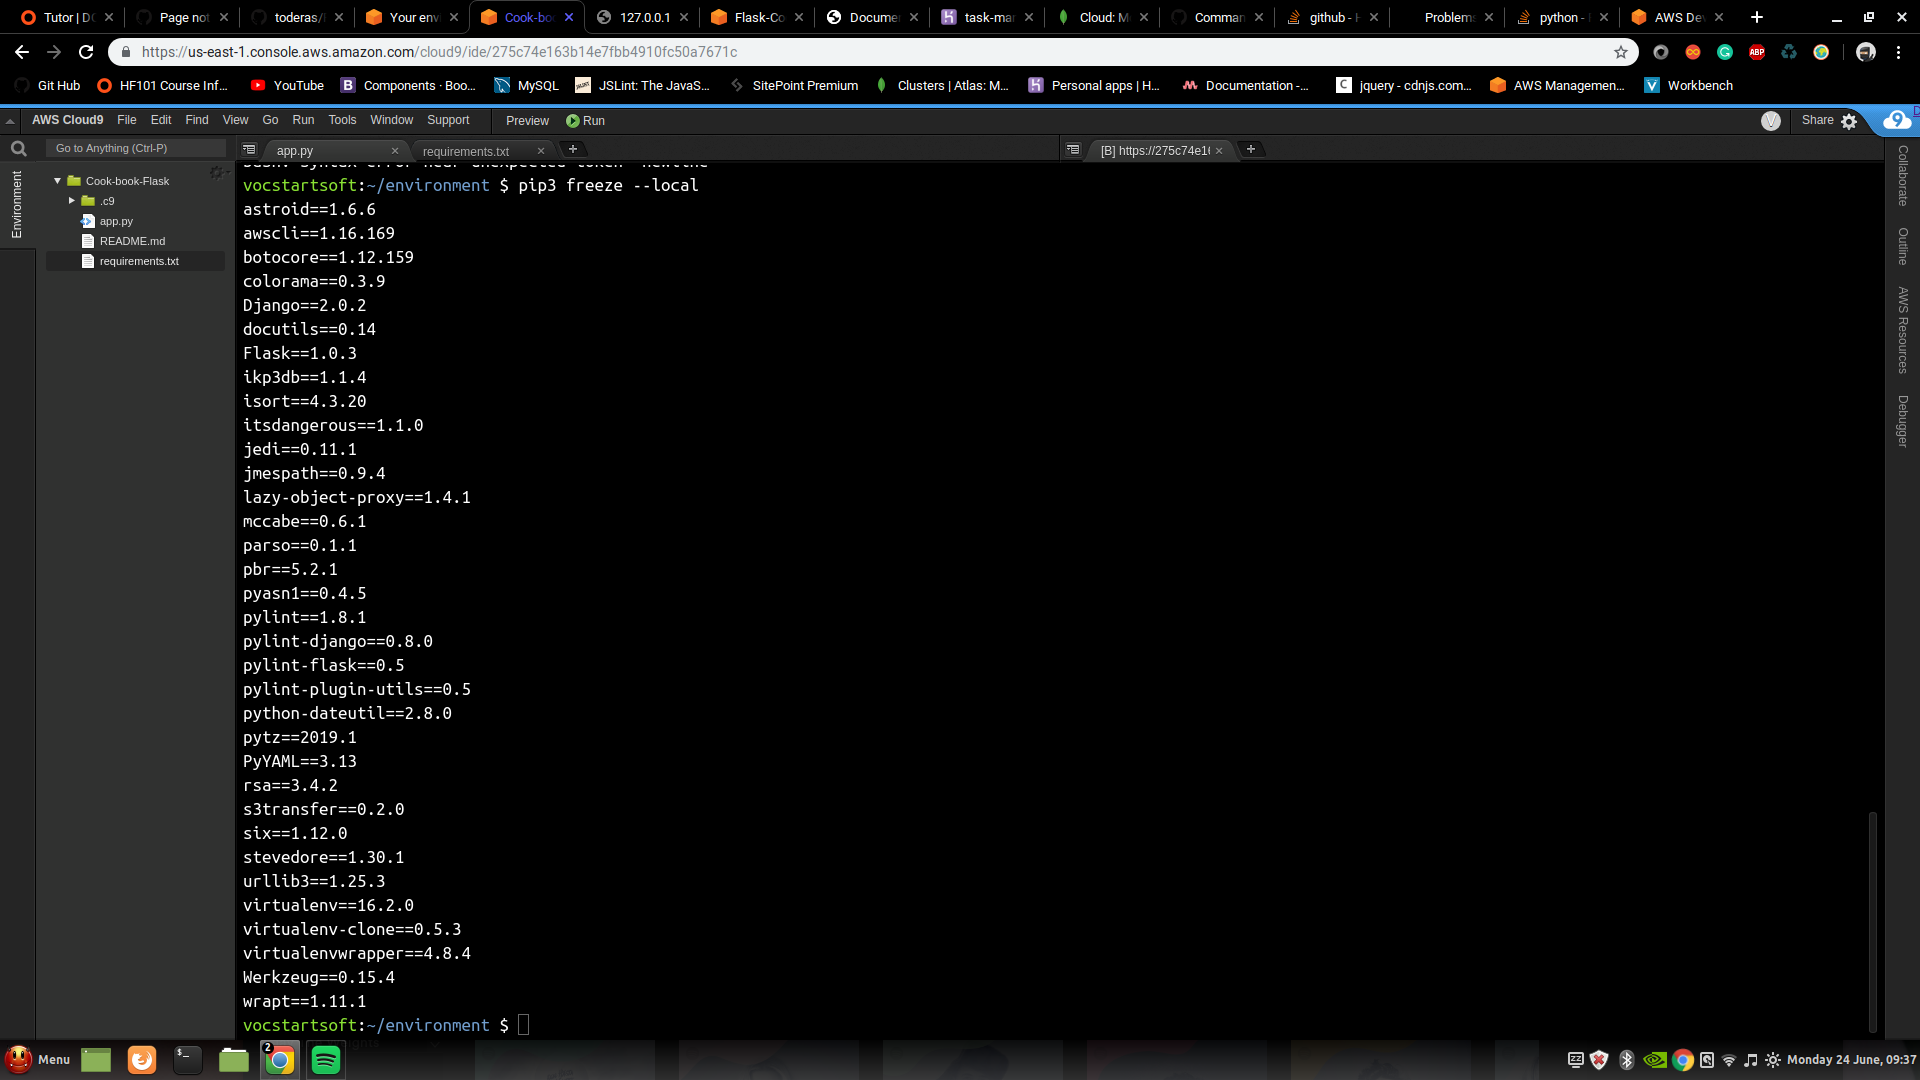 Tutor | DC
Page not
toderas/
Your env
Cook-boo
127.0.0.1
Flask-Co
Docume
task-mar
Cloud: M
Comman
github - H
Problems
python -
AWS Dev
https://us-east-1.console.aws.amazon.com/cloud9/ide/275c74e163b14e7fbb4910fc50a7671c
Git Hub
HF101 Course Inf...
YouTube
Components · Boo...
MySQL
JSLint: The JavaS...
SitePoint Premium
Clusters | Atlas: M...
Personal apps | H...
Documentation -...
jquery - cdnjs.com...
AWS Managemen...
Workbench
AWS Cloud9 File Edit Find View Go Run Tools Window Support Preview Run
V
Share
Go to Anything (Ctrl-P)
app.py
requirements.txt
[B] https://275c74e16
Environment
Cook-book-Flask
.c9
app.py
README.md
requirements.txt
vocstartsoft:~/environment $ pip3 freeze --local
astroid==1.6.6
awscli==1.16.169
botocore==1.12.159
colorama==0.3.9
Django==2.0.2
docutils==0.14
Flask==1.0.3
ikp3db==1.1.4
isort==4.3.20
itsdangerous==1.1.0
jedi==0.11.1
jmespath==0.9.4
lazy-object-proxy==1.4.1
mccabe==0.6.1
parso==0.1.1
pbr==5.2.1
pyasn1==0.4.5
pylint==1.8.1
pylint-django==0.8.0
pylint-flask==0.5
pylint-plugin-utils==0.5
python-dateutil==2.8.0
pytz==2019.1
PyYAML==3.13
rsa==3.4.2
s3transfer==0.2.0
six==1.12.0
stevedore==1.30.1
urllib3==1.25.3
virtualenv==16.2.0
virtualenv-clone==0.5.3
virtualenvwrapper==4.8.4
Werkzeug==0.15.4
wrapt==1.11.1
vocstartsoft:~/environment $
Collaborate
Outline
AWS Resources
Debugger
Menu
2
Monday 24 June, 09:37